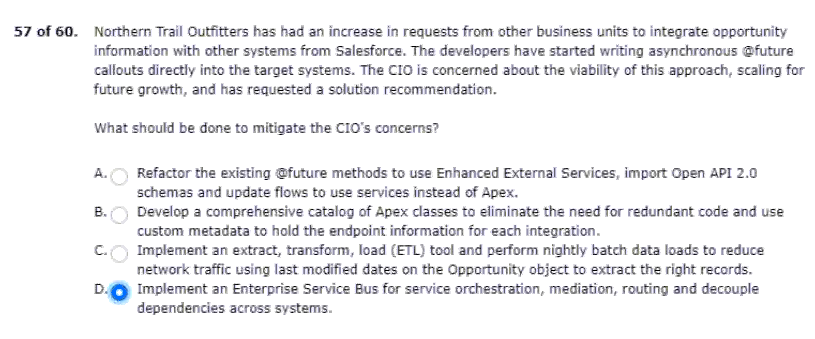 57 of 60. Northern Trail Outfitters has had an increase in requests from other business units to integrate opportunity
information with other systems from Salesforce. The developers have started writing asynchronous @future
callouts directly into the target systems. The CIO is concerned about the viability of this approach, scaling for
future growth, and has requested a solution recommendation.
What should be done to mitigate the CIO's concerns?
A. Refactor the existing @future methods to use Enhanced External Services, import Open API 2.0
schemas and update flows to use services instead of Apex.
B. Develop a comprehensive catalog of Apex classes to eliminate the need for redundant code and use
custom metadata to hold the endpoint information for each integration.
C. Implement an extract, transform, load (ETL) tool and perform nightly batch data loads to reduce
network traffic using last modified dates on the Opportunity object to extract the right records.
D. Implement an Enterprise Service Bus for service orchestration, mediation, routing and decouple
dependencies across systems.